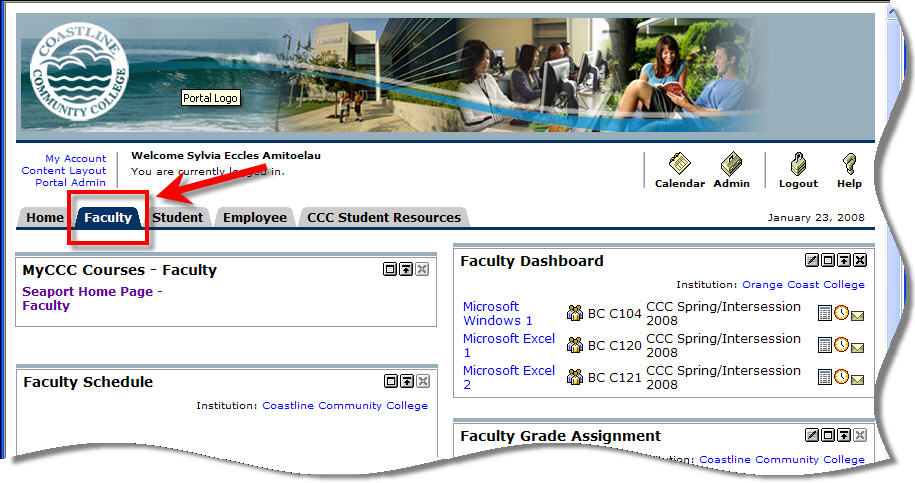 COASTLINE
COMMUNITY COLLEGE
Portal Logo
My Account
Content Layout
Portal Admin
Welcome Sylvia Eccles Amitoelau
You are currently logged in.
Calendar Admin Logout Help
Home Faculty Student Employee CCC Student Resources
January 23, 2008
MyCCC Courses - Faculty
Seaport Home Page -
Faculty
Faculty Schedule
Institution: Coastline Community College
Faculty Dashboard
Institution: Orange Coast College
Microsoft
Windows 1
BC C104
CCC Spring/Intersession
2008
Microsoft Excel
1
BC C120
CCC Spring/Intersession
2008
Microsoft Excel
2
BC C121
CCC Spring/Intersession
2008
Faculty Grade Assignment
Coastline Community College